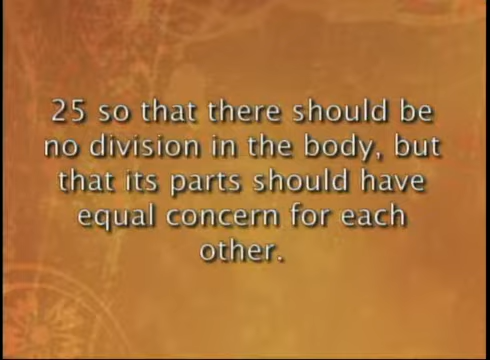 25 so that there should be
no division in the body, but
that its parts should have
equal concern for each
other.